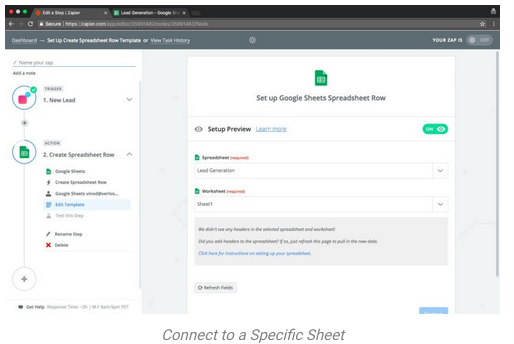 Edit a Step | Zapier
Lead Generation - Google She
Secure https://zapier.com/app/editor/
Dashboard → Set Up Create Spreadsheet Row Template or View Task History
YOUR ZAP IS OFF
Name your zap
Add a note
TRIGGER
1. New Lead
ACTION
2. Create Spreadsheet Row
Google Sheets
Create Spreadsheet Row
Google Sheets
Edit Template
Test this Step
Rename Step
Delete
Get Help Response Time: ~2h | M-F 9am-5pm PST
Set up Google Sheets Spreadsheet Row
Setup Preview Learn more
ON
Spreadsheet (required)
Lead Generation
Worksheet (required)
Sheet1
We didn't see any headers in the selected spreadsheet and worksheet!
Did you add headers to the spreadsheet? If so, just refresh this page to pull in the new data.
Click here for instructions on setting up your spreadsheet.
Refresh Fields
Connect to a Specific Sheet